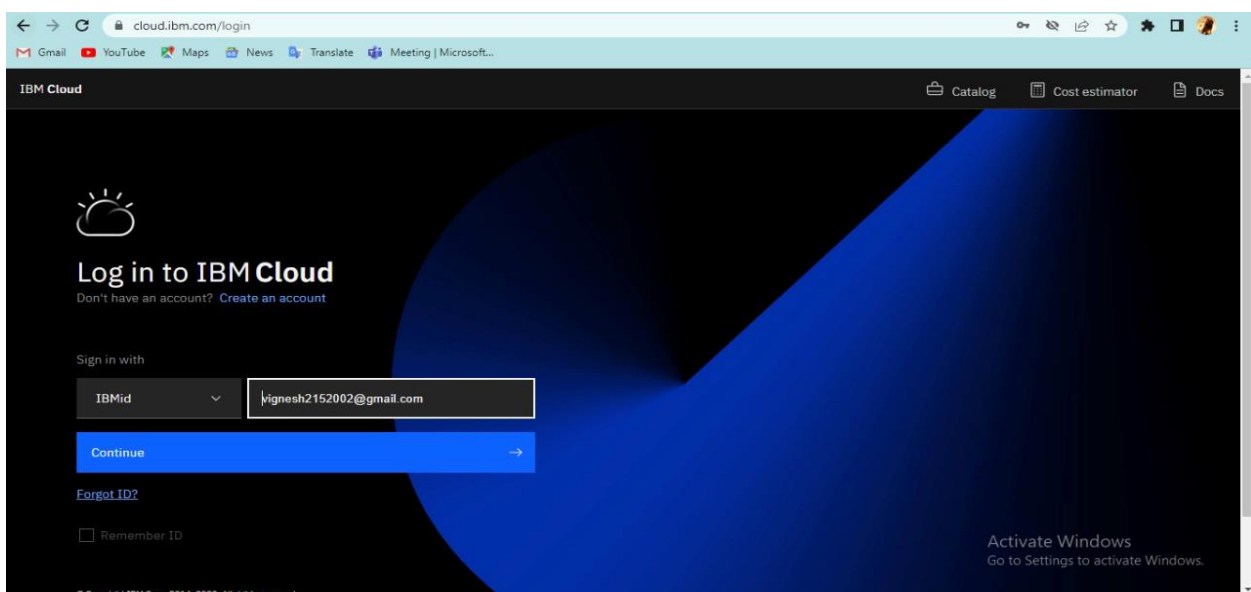 cloud.ibm.com/login
Gmail YouTube Maps News Translate Meeting | Microsoft...
IBM Cloud Catalog Cost estimator Docs
Log in to IBM Cloud
Don't have an account? Create an account
Sign in with
IBMid vignesh2152002@gmail.com
Continue
Forgot ID?
Remember ID
Activate Windows
Go to Settings to activate Windows.